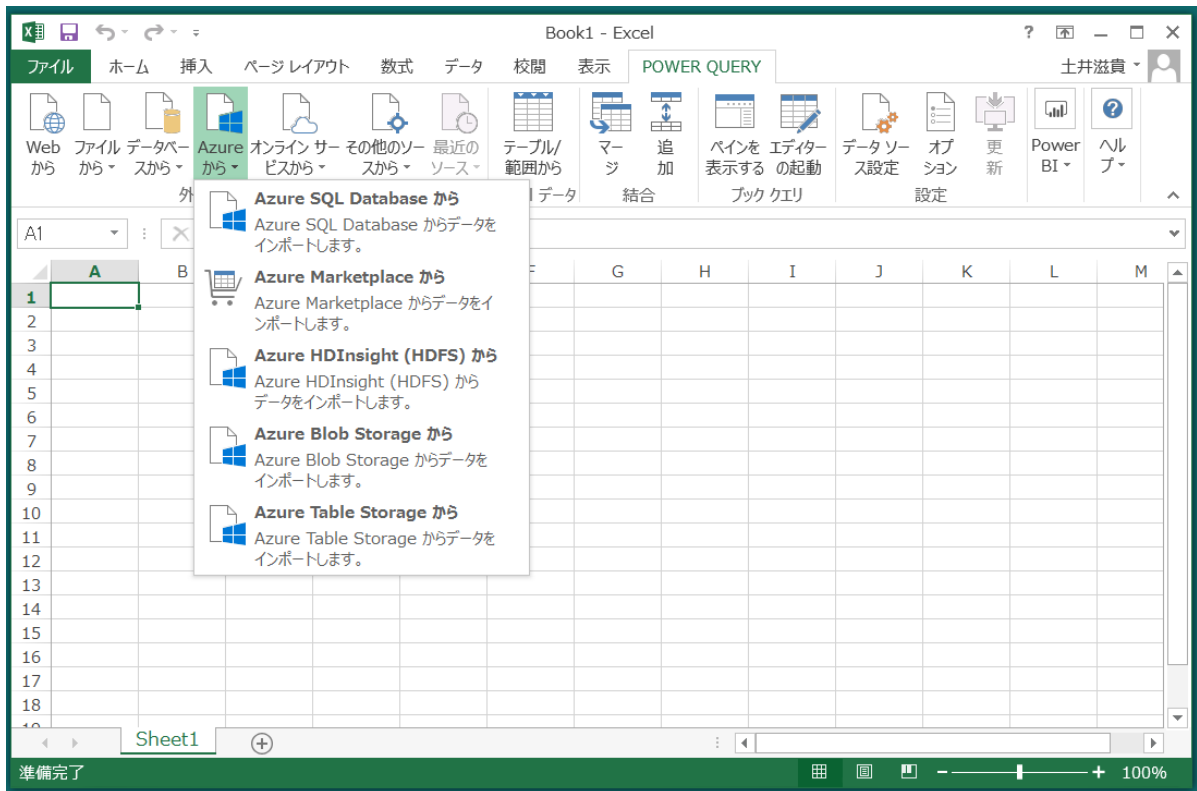 Book1 - Excel
?
ファイル ホーム 挿入 ページ レイアウト 数式 データ 校閲 表示 POWER QUERY 土井滋貴
Web から
ファイル から
データベー スから
Azure から
オンライン サー ビスから
その他のソー スから
最近の ソース
テーブル/ 範囲から
マー ジ
追 加
ペインを 表示する
エディター の起動
データ ソー ス設定
オプ ション
更 新
Power BI
ヘル プ
外
データ
結合
ブック クエリ
設定
A1
Azure SQL Database から
Azure SQL Database からデータを
インポートします。
Azure Marketplace から
Azure Marketplace からデータをイ
ンポートします。
Azure HDInsight (HDFS) から
Azure HDInsight (HDFS) から
データをインポートします。
Azure Blob Storage から
Azure Blob Storage からデータを
インポートします。
Azure Table Storage から
Azure Table Storage からデータを
インポートします。
A B G H I J K L M
1
2
3
4
5
6
7
8
9
10
11
12
13
14
15
16
17
18
Sheet1
準備完了 100%